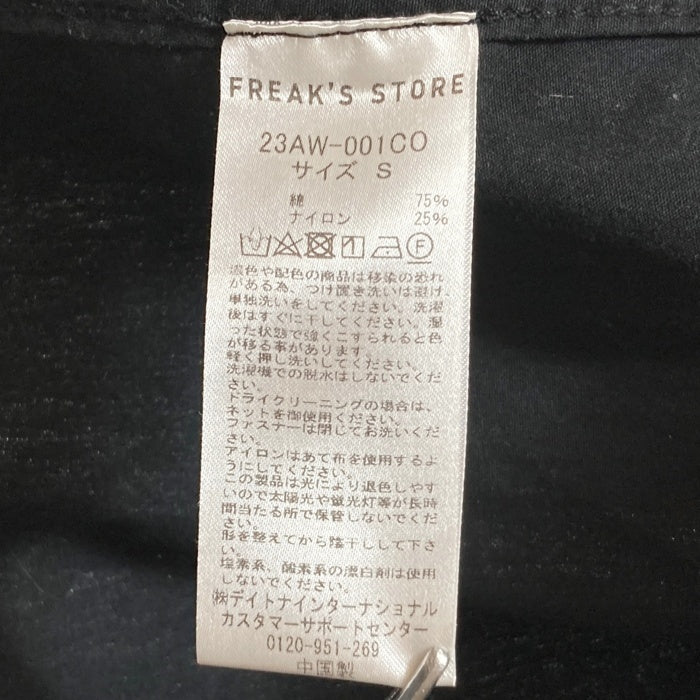 FREAK'S STORE
23AW-001CO
サイズ S
綿 75%
ナイロン 25%
F
濃色や配色の商品は移染の恐れ
がある為、つけ置き洗いは避け、
単独洗いをしてください。洗濯
後はすぐに干してください。湿
った状態で強くこすられると色
が移る事があります。
軽く押し洗いしてください。
洗濯機での脱水はしないでくだ
さい。
ドライクリーニングの場合は、
ネットを御使用ください。
ファスナーは閉じてお洗いくだ
さい。
アイロンはあて布を使用するよ
うにしてください。
この製品は光により退色しやす
いので太陽光や蛍光灯等が長時
間当たる所で保管しないでくだ
さい。
形を整えてから陰干しして下さ
い。
塩素系、酸素系の漂白剤は使用
しないでください。
㈱デイトナインターナショナル
カスタマーサポートセンター
0120-951-269
中国製